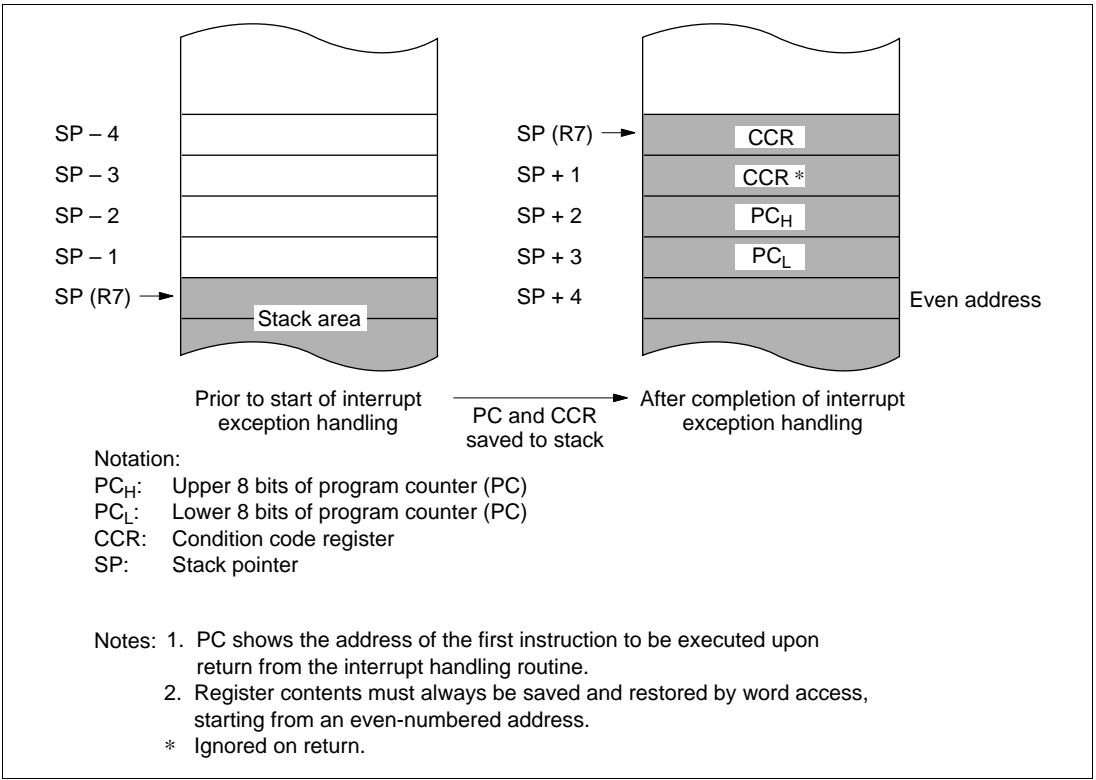 SP – 4
SP – 3
SP – 2
SP – 1
SP (R7)
Stack area
SP (R7)
SP + 1
SP + 2
SP + 3
SP + 4
CCR
CCR *
PCH
PCL
Even address
Prior to start of interrupt
exception handling
PC and CCR
saved to stack
After completion of interrupt
exception handling
Notation:
PCH: Upper 8 bits of program counter (PC)
PCL: Lower 8 bits of program counter (PC)
CCR: Condition code register
SP: Stack pointer
Notes: 1. PC shows the address of the first instruction to be executed upon
return from the interrupt handling routine.
2. Register contents must always be saved and restored by word access,
starting from an even-numbered address.
* Ignored on return.